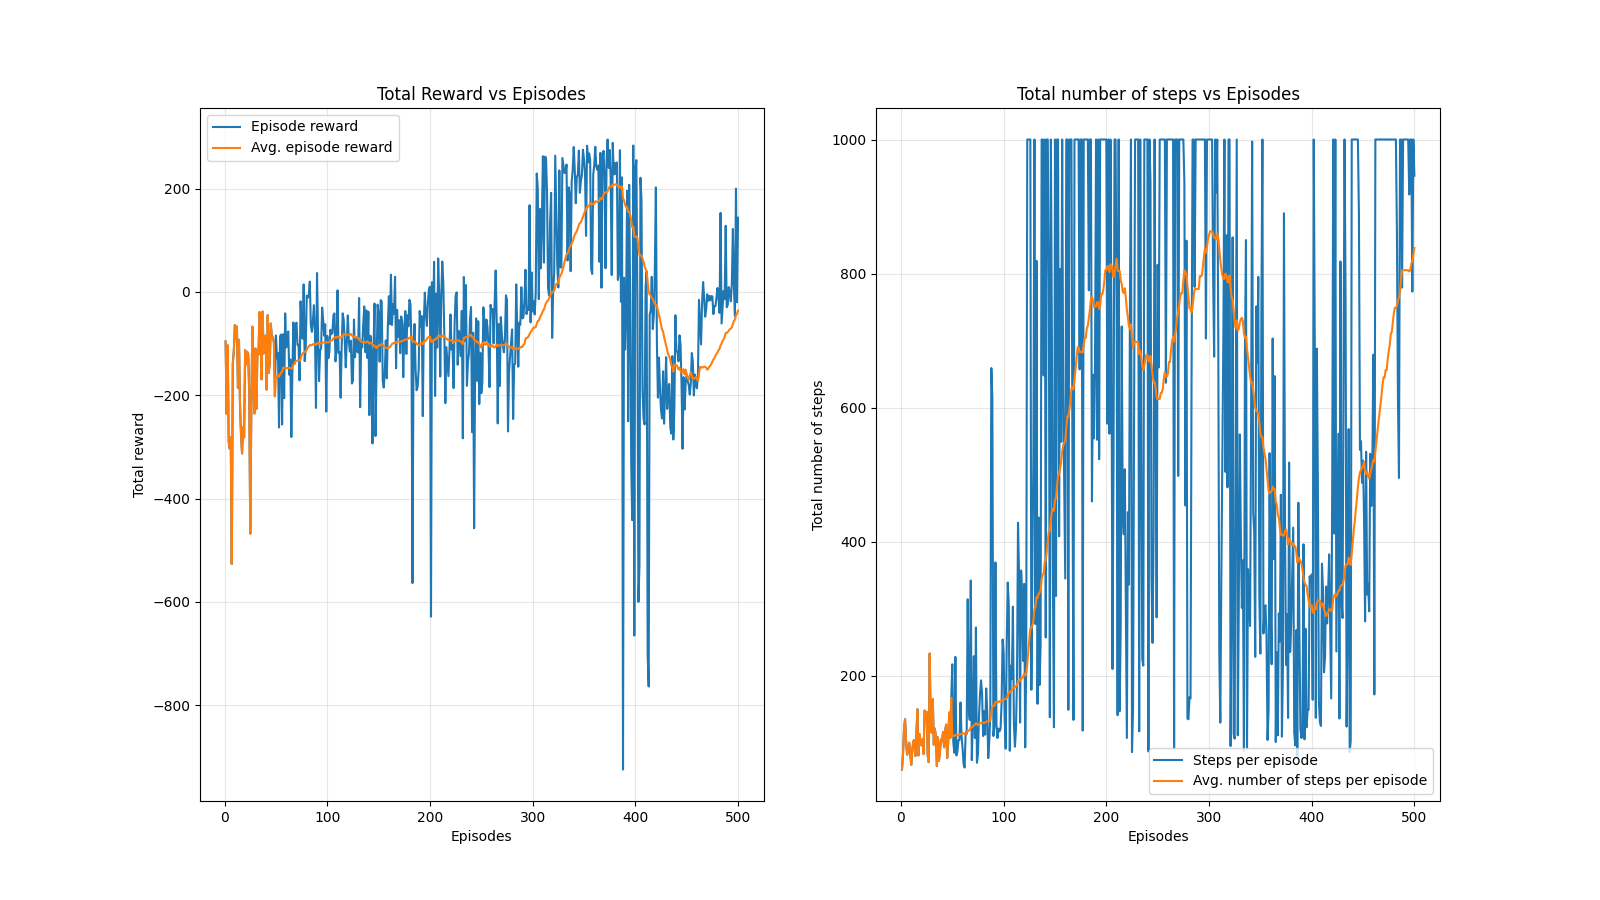 Total Reward vs Episodes
Episode reward
Avg. episode reward
200
0
−200
−400
−600
−800
Total reward
0
100
200
300
400
500
Episodes
Total number of steps vs Episodes
1000
800
600
400
200
Total number of steps
Steps per episode
Avg. number of steps per episode
0
100
200
300
400
500
Episodes